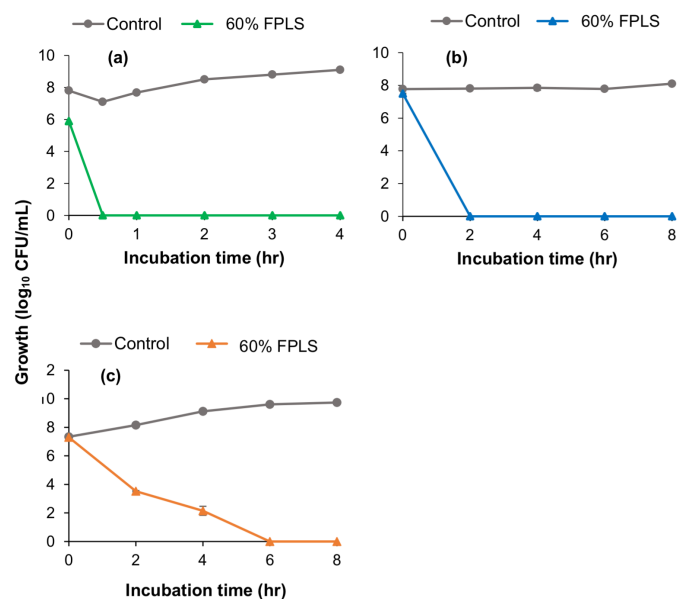 Control 60% FPLS
(a)
10
8
6
4
2
0
0 1 2 3 4
Incubation time (hr)
Control 60% FPLS
(b)
10
8
6
4
2
0
0 2 4 6 8
Incubation time (hr)
Growth (log₁₀ CFU/mL)
Control 60% FPLS
(c)
2
0
8
6
4
2
0
0 2 4 6 8
Incubation time (hr)